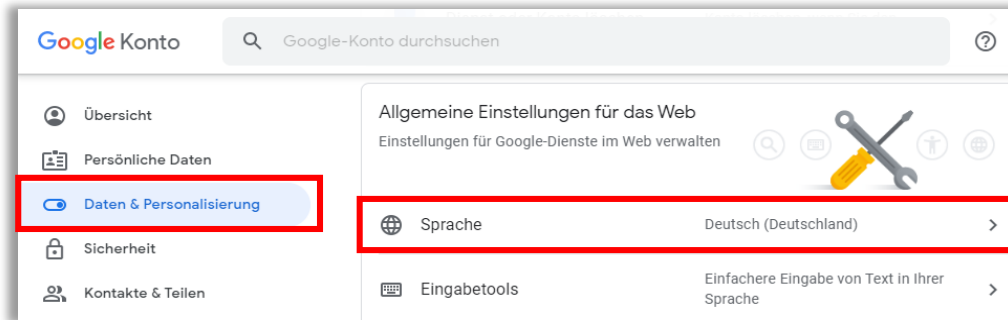 Google Konto
Google-Konto durchsuchen
Übersicht
Persönliche Daten
Daten & Personalisierung
Sicherheit
Kontakte & Teilen
Allgemeine Einstellungen für das Web
Einstellungen für Google-Dienste im Web verwalten
Sprache
Deutsch (Deutschland)
Eingabetools
Einfachere Eingabe von Text in Ihrer
Sprache